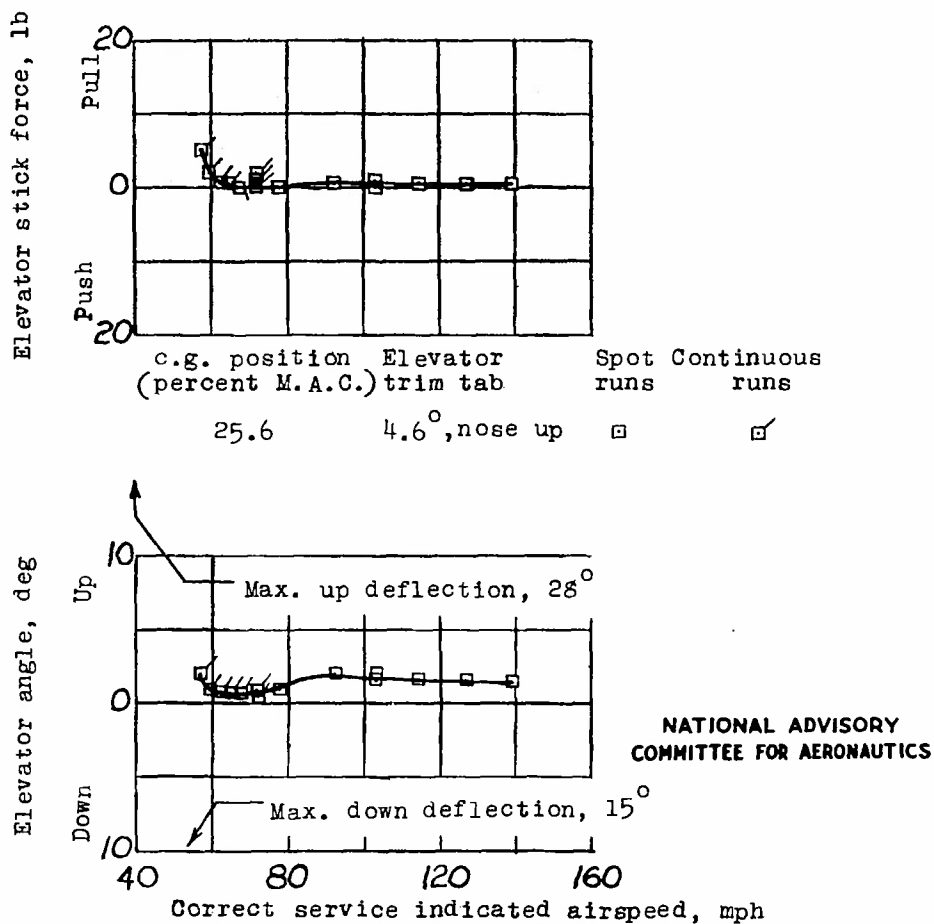 Elevator stick force, lb
Pull
Push
20
0
20
c.g. position Elevator Spot Continuous
(percent M.A.C.) trim tab runs runs
25.6 4.6°, nose up
Elevator angle, deg
Up
Down
10
0
10
Max. up deflection, 28°
Max. down deflection, 15°
NATIONAL ADVISORY
COMMITTEE FOR AERONAUTICS
40 80 120 160
Correct service indicated airspeed, mph